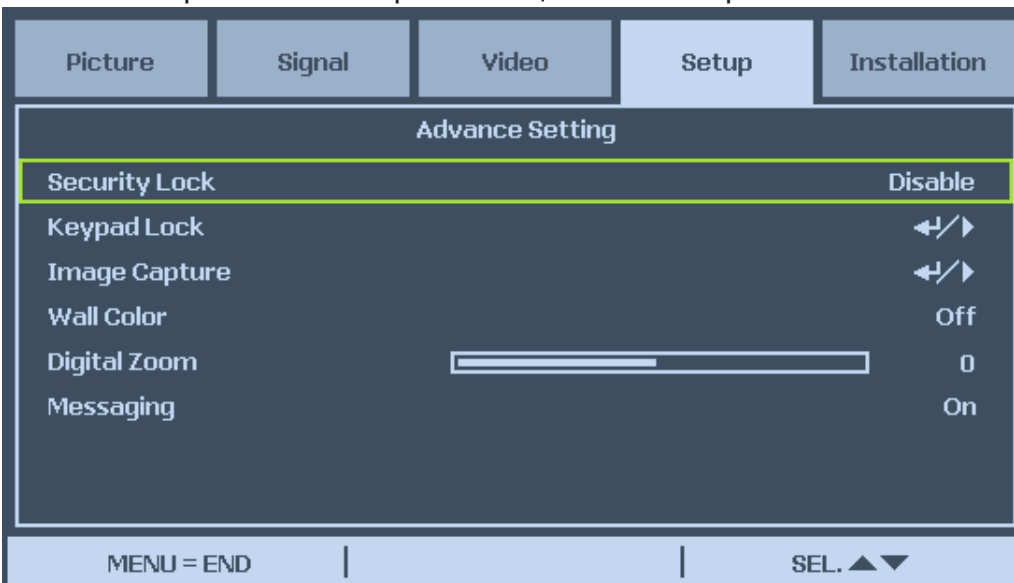 Picture Signal Video Setup Installation
Advance Setting
Security Lock Disable
Keypad Lock
Image Capture
Wall Color Off
Digital Zoom 0
Messaging On
MENU = END SEL.